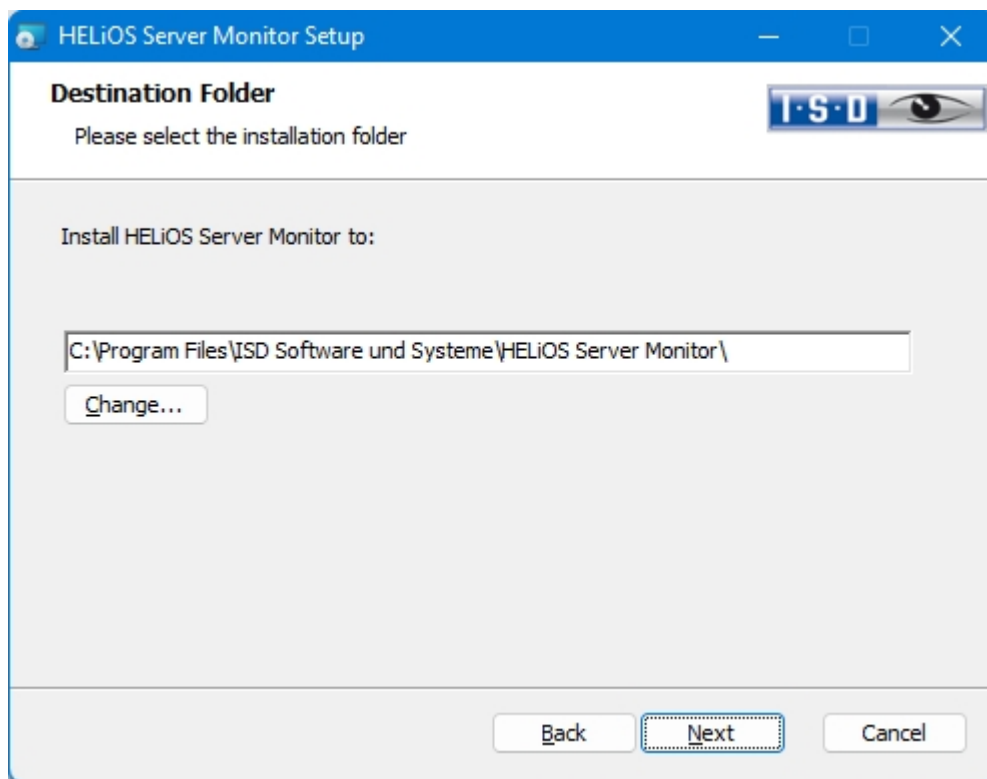 HELiOS Server Monitor Setup
Destination Folder
I·S·D
Please select the installation folder
Install HELiOS Server Monitor to:
C:\Program Files\ISD Software und Systeme\HELiOS Server Monitor\
Change...
Back Next Cancel